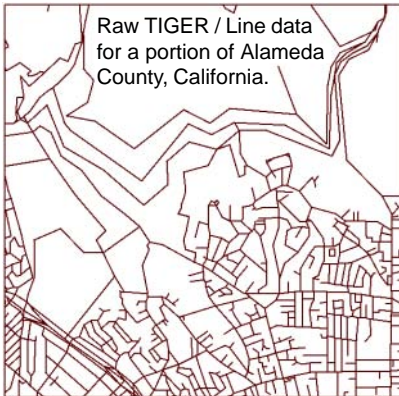 Raw TIGER / Line data
for a portion of Alameda
County, California.